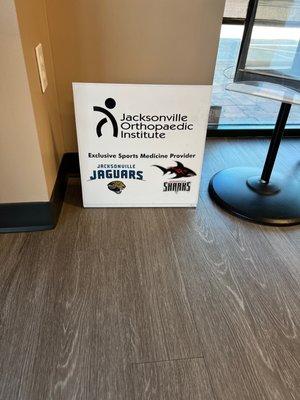 Jacksonville
Orthopaedic
Institute
Exclusive Sports Medicine Provider
JACKSONVILLE
JAGUARS
SHARKS